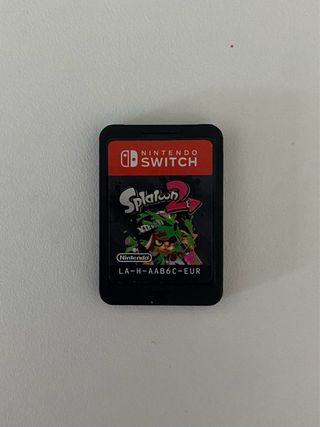 NINTENDO
SWITCH
Splatoon 2
Nintendo
LA-H-AAB6C-EUR